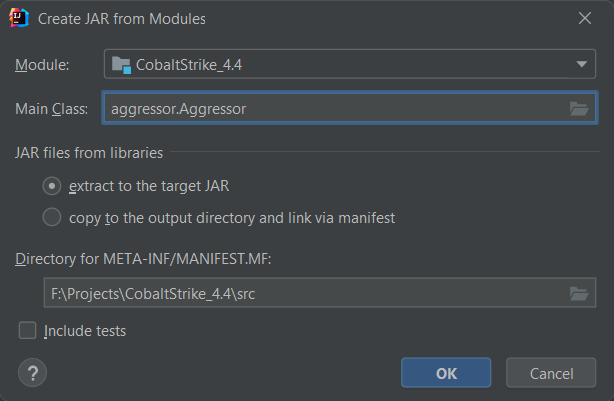 Create JAR from Modules
Module: CobaltStrike_4.4
Main Class: aggressor.Aggressor
JAR files from libraries
extract to the target JAR
copy to the output directory and link via manifest
Directory for META-INF/MANIFEST.MF:
F:\Projects\CobaltStrike_4.4\src
Include tests
? OK Cancel